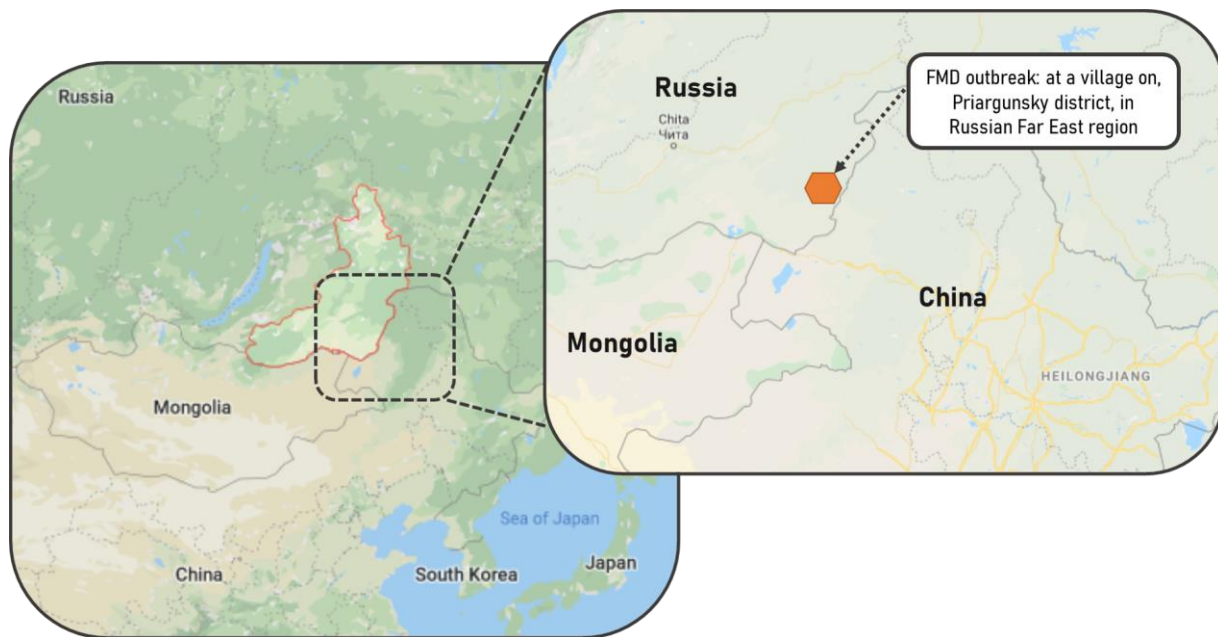 Russia
Mongolia
China
South Korea
Sea of Japan
Japan
Russia
Chita
Чита
FMD outbreak: at a village on,
Priargunsky district, in
Russian Far East region
China
Mongolia
HEILONGJIANG